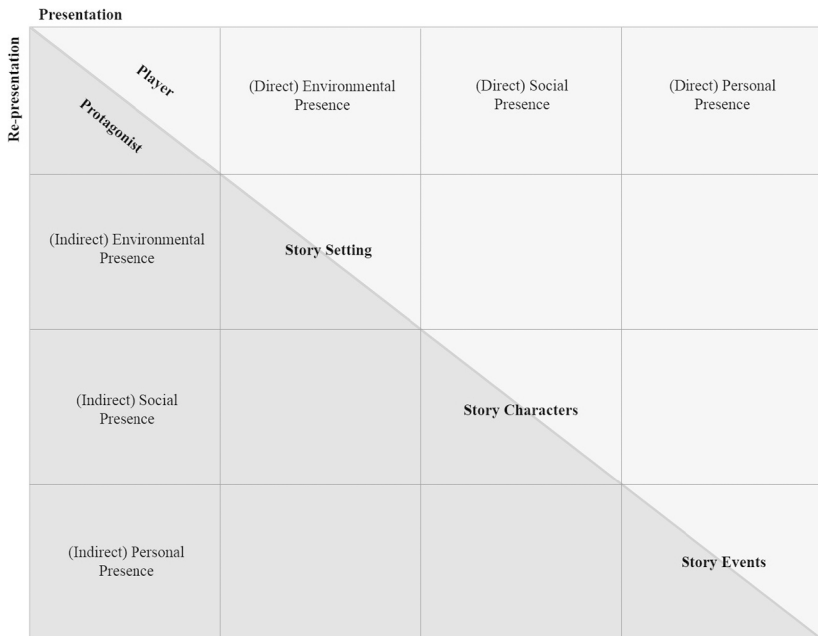 Presentation
Re-presentation
Player
Protagonist
(Direct) Environmental
Presence
(Direct) Social
Presence
(Direct) Personal
Presence
(Indirect) Environmental
Presence
Story Setting
(Indirect) Social
Presence
Story Characters
(Indirect) Personal
Presence
Story Events